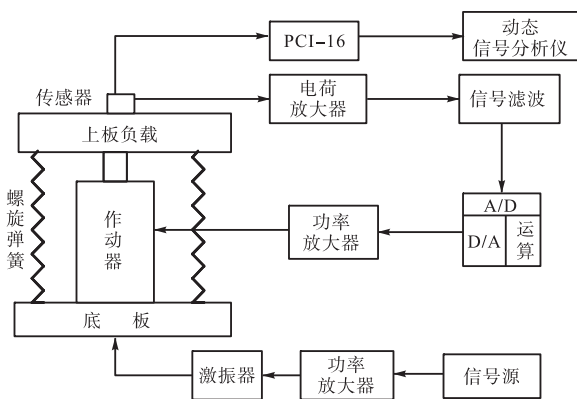 PCI-16
动态
信号分析仪
传感器
电荷
放大器
信号滤波
上板负载
螺旋弹簧
作动器
功率
放大器
A/D
D/A
运算
底 板
激振器
功率
放大器
信号源